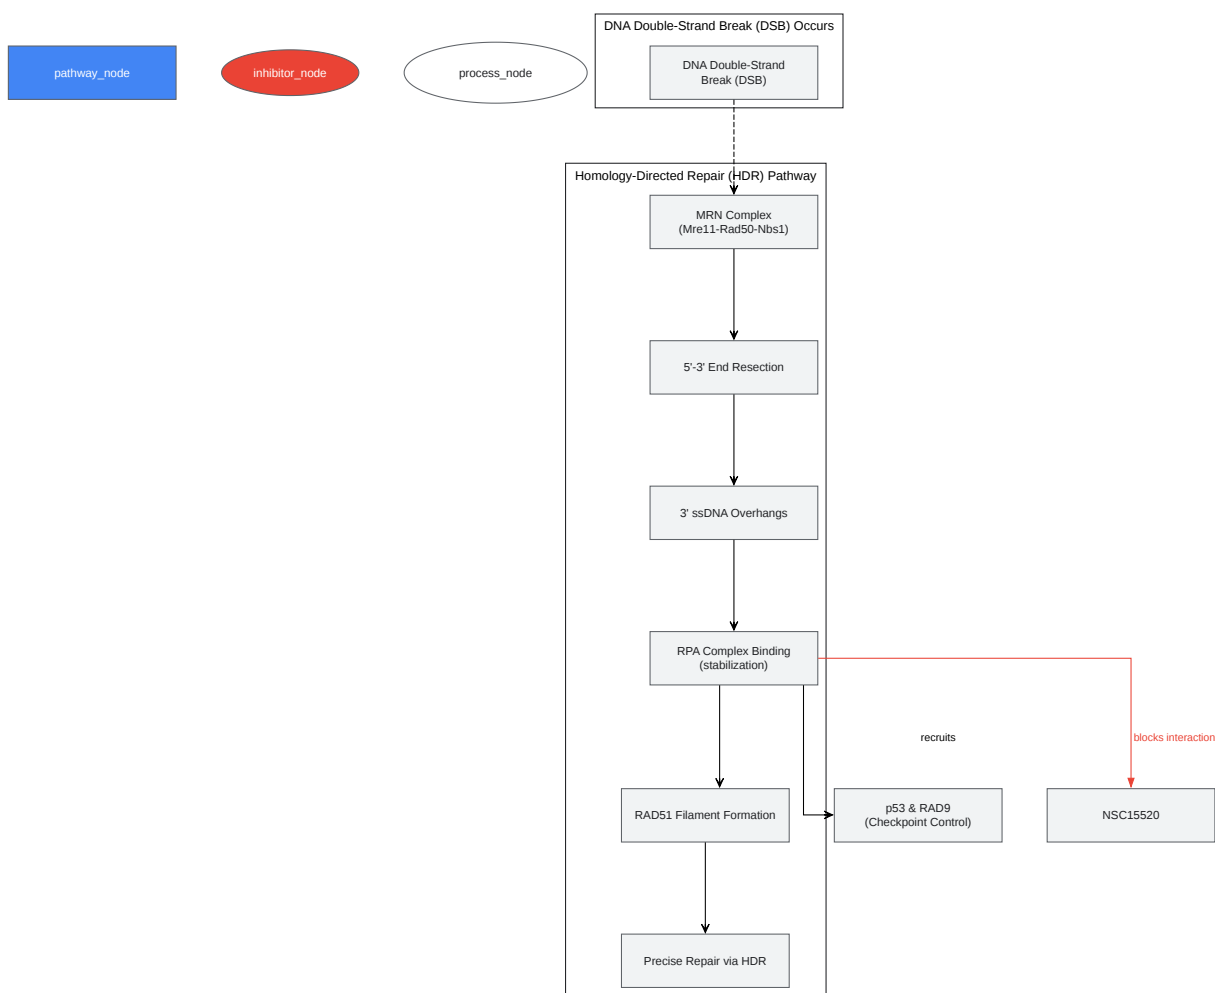 DNA Double-Strand Break (DSB) Occurs
pathway_node
inhibitor_node
process_node
DNA Double-Strand
Break (DSB)
Homology-Directed Repair (HDR) Pathway
MRN Complex
(Mre11-Rad50-Nbs1)
5'-3' End Resection
3' ssDNA Overhangs
RPA Complex Binding
(stabilization)
recruits
blocks interaction
RAD51 Filament Formation
p53 & RAD9
(Checkpoint Control)
NSC15520
Precise Repair via HDR